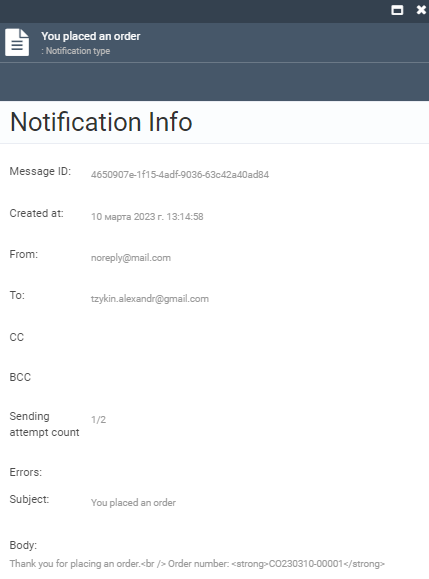 You placed an order
: Notification type
Notification Info
Message ID: 4650907e-1f15-4adf-9036-63c42a40ad84
Created at: 10 марта 2023 г. 13:14:58
From: noreply@mail.com
To: tzykin.alexandr@gmail.com
CC
BCC
Sending
attempt count 1/2
Errors:
Subject: You placed an order
Body:
Thank you for placing an order.<br /> Order number: <strong>CO230310-00001</strong>